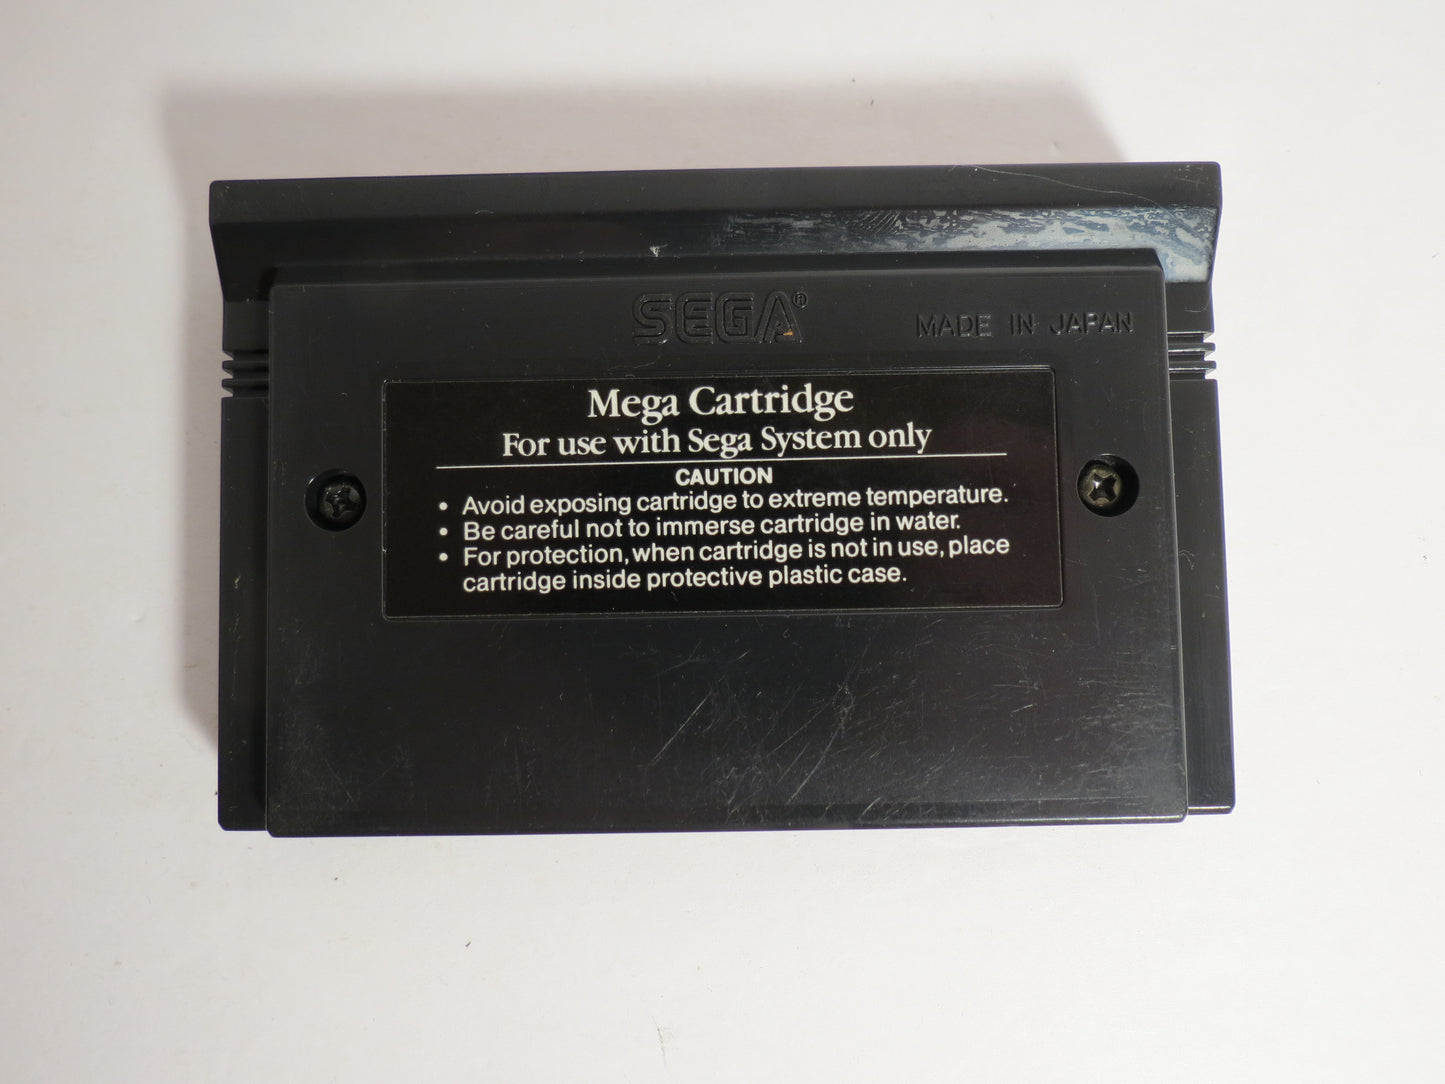 SEGA®
MADE IN JAPAN
Mega Cartridge
For use with Sega System only
CAUTION
• Avoid exposing cartridge to extreme temperature.
• Be careful not to immerse cartridge in water.
• For protection, when cartridge is not in use, place
cartridge inside protective plastic case.